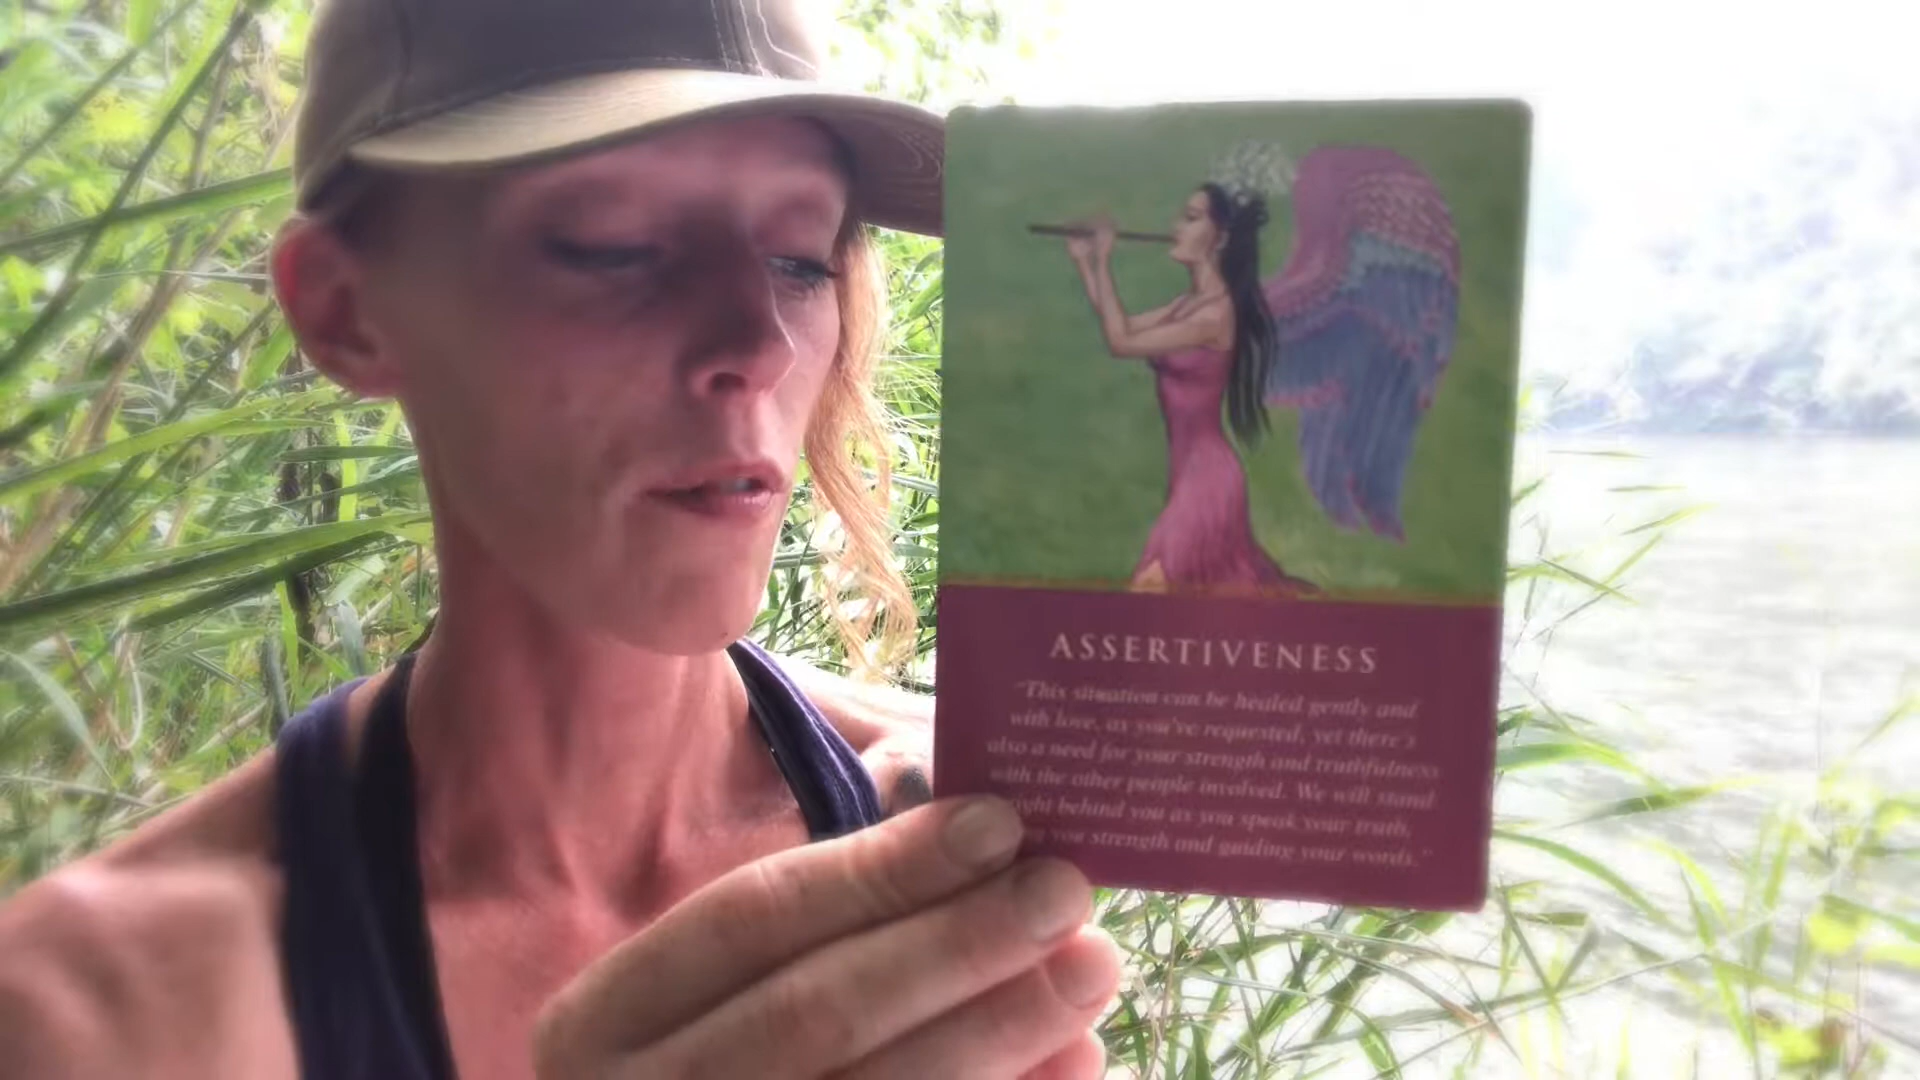 ASSERTIVENESS
"This situation can be healed gently and
with love, as you've requested, yet there's
also a need for your strength and truthfulness
with the other people involved. We will stand
right behind you as you speak your truth,
you strength and guiding your words."